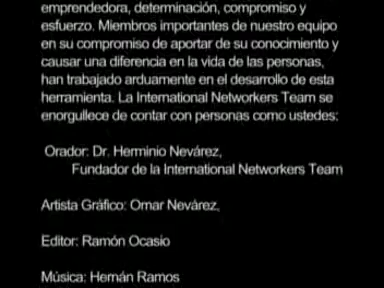 emprendedora, determinación, compromiso y
esfuerzo. Miembros importantes de nuestro equipo
en su compromiso de aportar de su conocimiento y
causar una diferencia en la vida de las personas,
han trabajado arduamente en el desarrollo de esta
herramienta. La International Networkers Team se
enorgullece de contar con personas como ustedes:
Orador: Dr. Herminio Nevárez,
Fundador de la International Networkers Team
Artista Gráfico: Omar Nevárez,
Editor: Ramón Ocasio
Música: Hernán Ramos